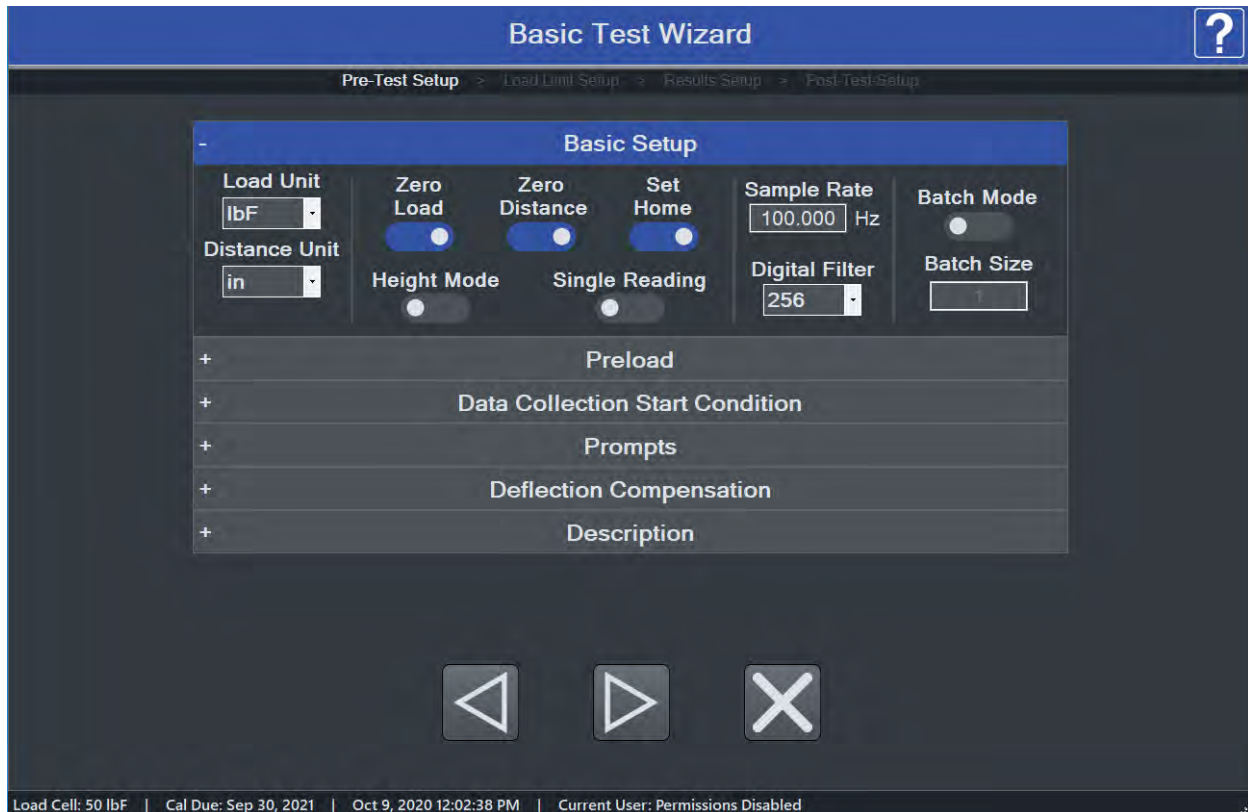 Basic Test Wizard
?
Pre-Test Setup > Load Limit Setup > Results Setup > Post-Test Setup
- Basic Setup
Load Unit
lbF
Distance Unit
in
Zero Load
Zero Distance
Set Home
Height Mode
Single Reading
Sample Rate
100.000 Hz
Digital Filter
256
Batch Mode
Batch Size
1
+ Preload
+ Data Collection Start Condition
+ Prompts
+ Deflection Compensation
+ Description
Load Cell: 50 lbF | Cal Due: Sep 30, 2021 | Oct 9, 2020 12:02:38 PM | Current User: Permissions Disabled